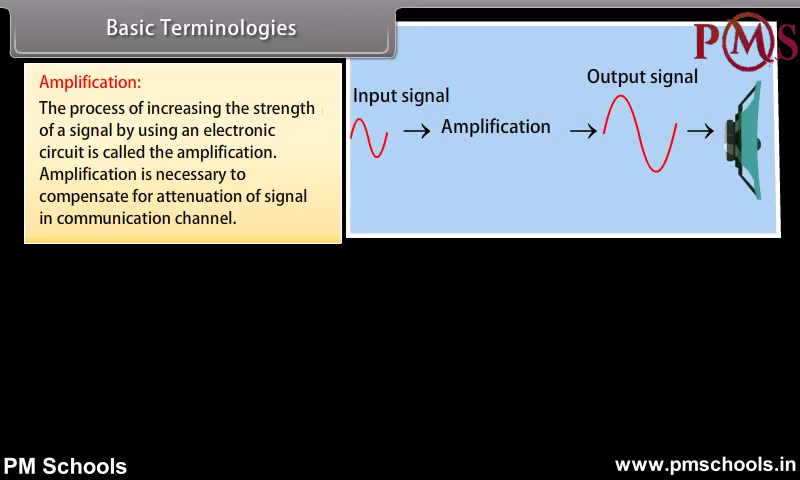 Basic Terminologies
PMS
Amplification:
The process of increasing the strength
of a signal by using an electronic
circuit is called the amplification.
Amplification is necessary to
compensate for attenuation of signal
in communication channel.
Input signal
Amplification
Output signal
PM Schools
www.pmschools.in